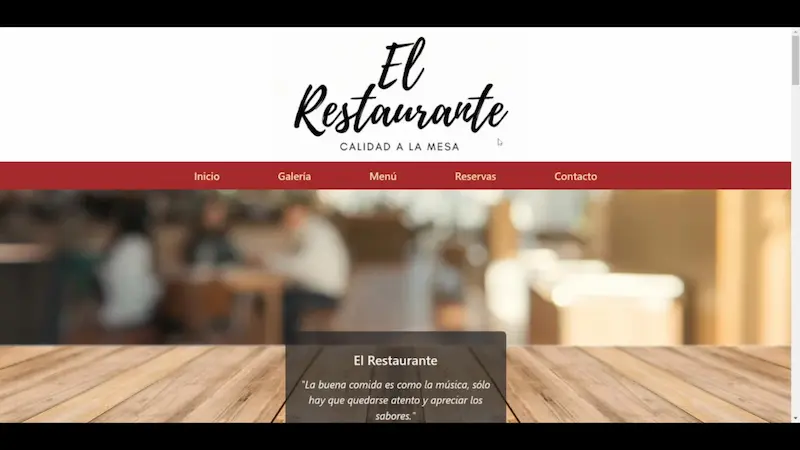 El
Restaurante
CALIDAD A LA MESA
Inicio Galería Menú Reservas Contacto
El Restaurante
"La buena comida es como la música, sólo
hay que quedarse atento y apreciar los
sabores."